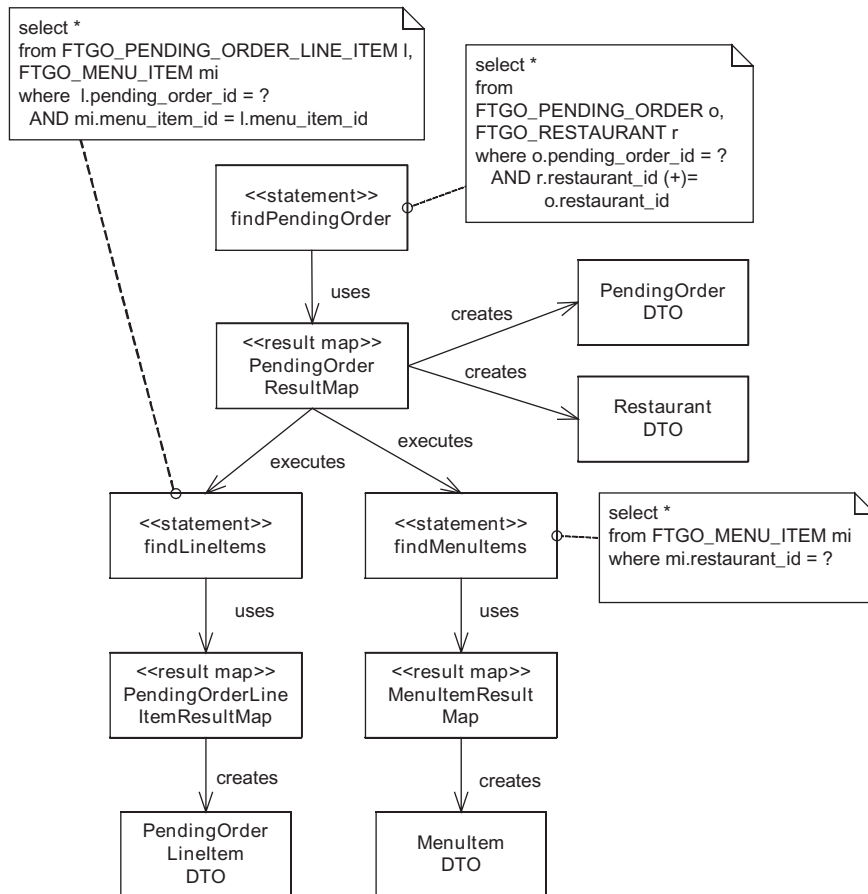 select *
from FTGO_PENDING_ORDER_LINE_ITEM l,
FTGO_MENU_ITEM mi
where l.pending_order_id = ?
AND mi.menu_item_id = l.menu_item_id
select *
from
FTGO_PENDING_ORDER o,
FTGO_RESTAURANT r
where o.pending_order_id = ?
AND r.restaurant_id (+)=
o.restaurant_id
<<statement>>
findPendingOrder
uses
<<result map>>
PendingOrder
ResultMap
creates
PendingOrder
DTO
creates
Restaurant
DTO
executes
executes
<<statement>>
findLineItems
<<statement>>
findMenuItems
select *
from FTGO_MENU_ITEM mi
where mi.restaurant_id = ?
uses
uses
<<result map>>
PendingOrderLine
ItemResultMap
<<result map>>
MenuItemResult
Map
creates
creates
PendingOrder
LineItem
DTO
MenuItem
DTO